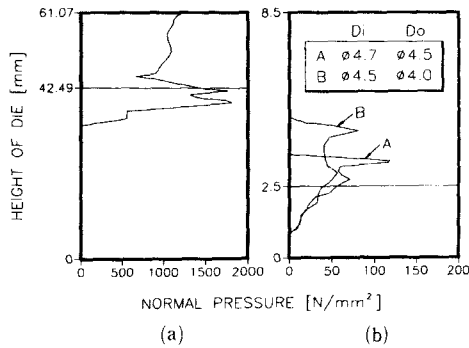 61.07
42.49
0
HEIGHT OF DIE [mm]
0 500 1000 1500 2000
8.5
2.5
0
0 50 100 150 200
Di Do
A ø4.7 ø4.5
B ø4.5 ø4.0
B
A
NORMAL PRESSURE [N/mm²]
(a) (b)